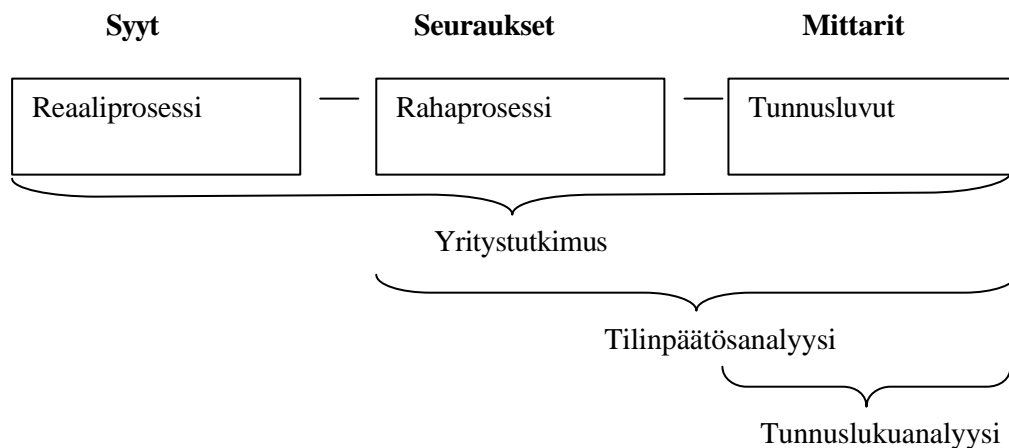 Syyt Seuraukset Mittarit
Reaaliprosessi Rahaprosessi Tunnusluvut
Yritystutkimus
Tilinpäätösanalyysi
Tunnuslukuanalyysi